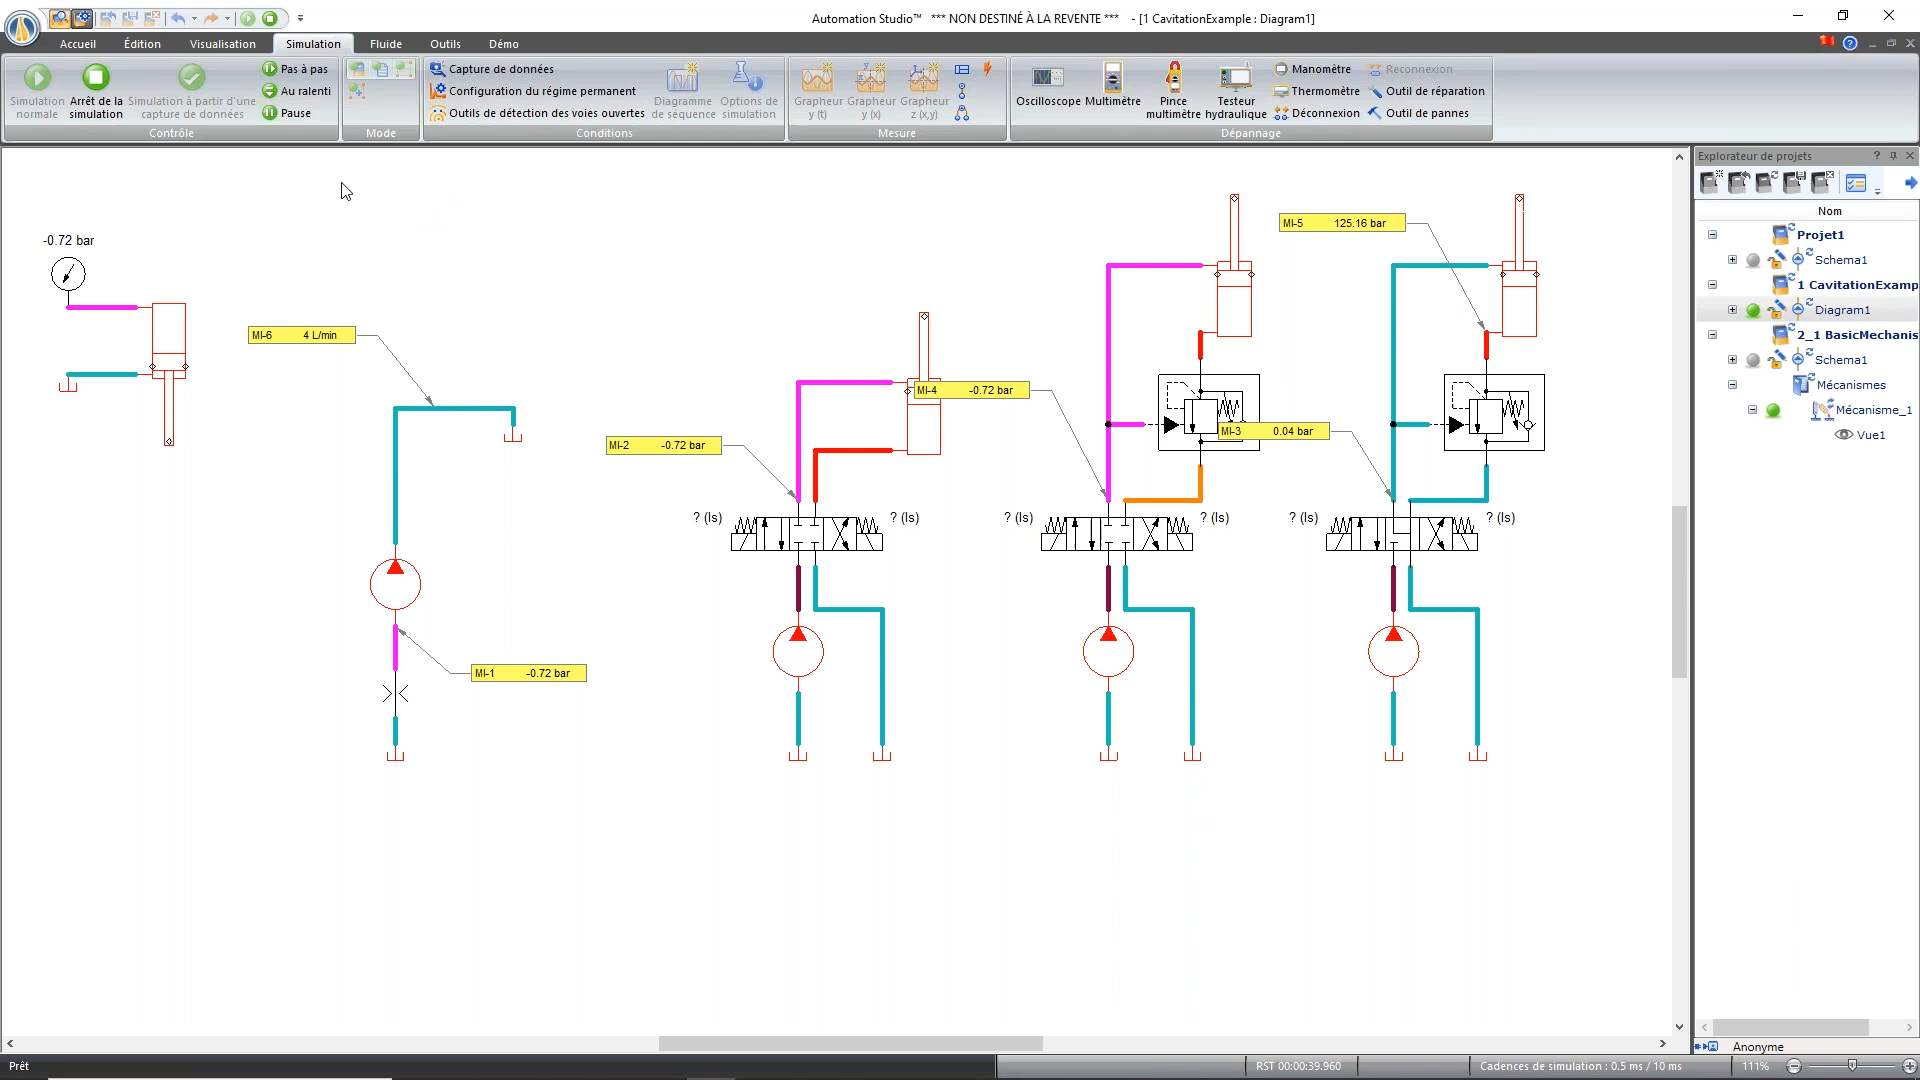 Automation Studio™ *** NON DESTINÉ À LA REVENTE *** - [1 CavitationExample : Diagram1]
Accueil Édition Visualisation Simulation Fluide Outils Démo
Simulation normale
Arrêt de la simulation
Simulation à partir d'une capture de données
Pas à pas
Au ralenti
Pause
Contrôle
Mode
Capture de données
Configuration du régime permanent
Outils de détection des voies ouvertes
Diagramme de séquence
Options de simulation
Conditions
Grapheur y (t)
Grapheur y (x)
Grapheur z (x,y)
Mesure
Oscilloscope
Multimètre
Pince multimètre
Testeur hydraulique
Manomètre
Thermomètre
Déconnexion
Reconnexion
Outil de réparation
Outil de pannes
Dépannage
Explorateur de projets
Nom
Projet1
Schema1
1 CavitationExamp
Diagram1
2_1 BasicMechanis
Schema1
Mécanismes
Mécanisme_1
Vue1
Anonyme
-0.72 bar
MI-6 4 L/min
MI-1 -0.72 bar
MI-2 -0.72 bar
MI-4 -0.72 bar
MI-5 125.16 bar
MI-3 0.04 bar
? (ls) ? (ls) ? (ls) ? (ls) ? (ls) ? (ls)
Prêt
RST 00:00:39.960
Cadences de simulation : 0.5 ms / 10 ms
111%